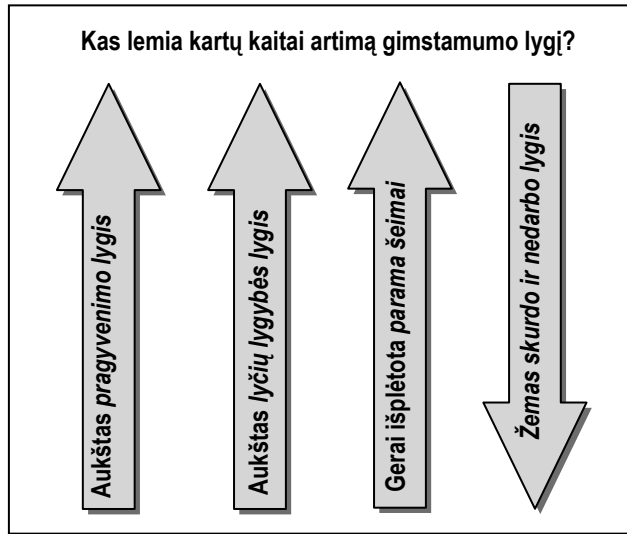 Kas lemia kartų kaitai artimą gimstamumo lygį?
Aukštas pragyvenimo lygis
Aukštas lyčių lygybės lygis
Gerai išplėtota parama šeimai
Žemas skurdo ir nedarbo lygis